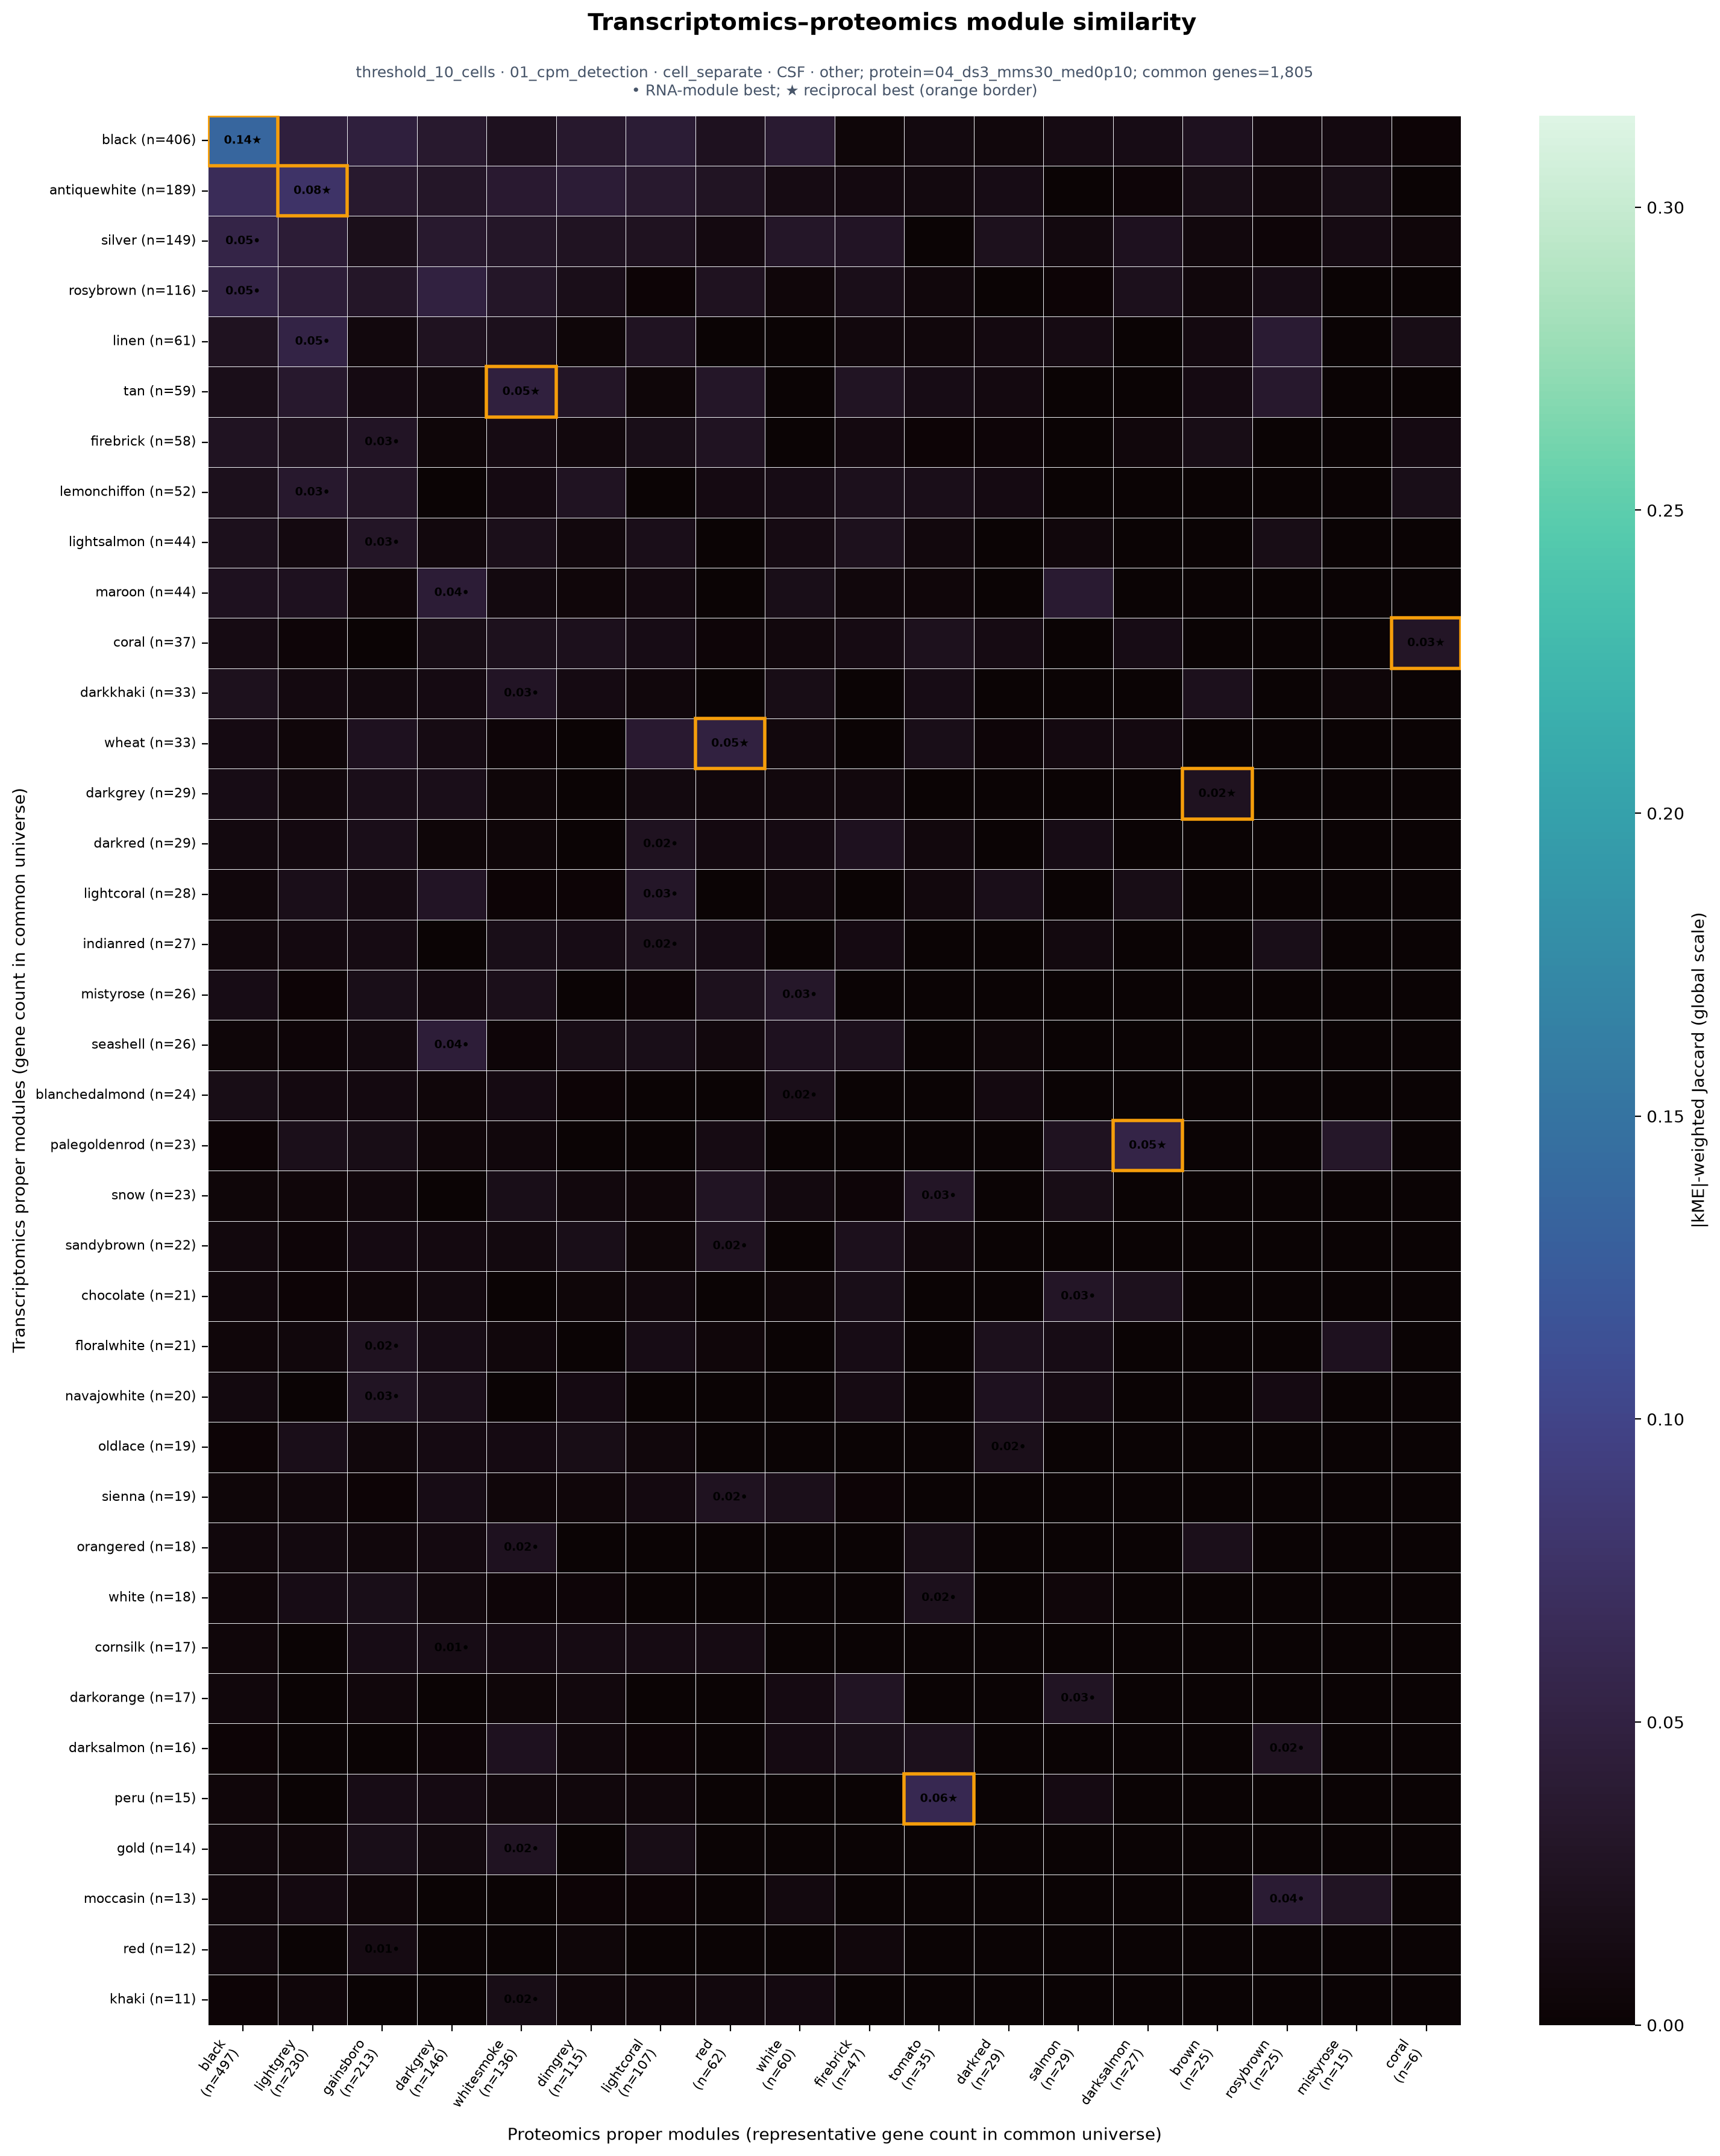 Transcriptomics–proteomics module similarity
threshold_10_cells · 01_cpm_detection · cell_separate · CSF · other; protein=04_ds3_mms30_med0p10; common genes=1,805
• RNA-module best; ★ reciprocal best (orange border)
Transcriptomics proper modules (gene count in common universe)
black (n=406)
0.14★
antiquewhite (n=189)
0.08★
silver (n=149)
0.05•
rosybrown (n=116)
0.05•
linen (n=61)
0.05•
tan (n=59)
0.05★
firebrick (n=58)
0.03•
lemonchiffon (n=52)
0.03•
lightsalmon (n=44)
0.03•
maroon (n=44)
0.04•
coral (n=37)
0.03★
darkkhaki (n=33)
0.03•
wheat (n=33)
0.05★
darkgrey (n=29)
0.02★
darkred (n=29)
0.02•
lightcoral (n=28)
0.03•
indianred (n=27)
0.02•
mistyrose (n=26)
0.03•
seashell (n=26)
0.04•
blanchedalmond (n=24)
0.02•
palegoldenrod (n=23)
0.05★
snow (n=23)
0.03•
sandybrown (n=22)
0.02•
chocolate (n=21)
0.03•
floralwhite (n=21)
0.02•
navajowhite (n=20)
0.03•
oldlace (n=19)
0.02•
sienna (n=19)
0.02•
orangered (n=18)
0.02•
white (n=18)
0.02•
cornsilk (n=17)
0.01•
darkorange (n=17)
0.03•
darksalmon (n=16)
0.02•
peru (n=15)
0.06★
gold (n=14)
0.02•
moccasin (n=13)
0.04•
red (n=12)
0.01•
khaki (n=11)
0.02•
black
(n=497)
lightgrey
(n=230)
gainsboro
(n=213)
darkgrey
(n=146)
whitesmoke
(n=136)
dimgrey
(n=115)
lightcoral
(n=107)
red
(n=62)
white
(n=60)
firebrick
(n=47)
tomato
(n=35)
darkred
(n=29)
salmon
(n=29)
darksalmon
(n=27)
brown
(n=25)
rosybrown
(n=25)
mistyrose
(n=15)
coral
(n=6)
Proteomics proper modules (representative gene count in common universe)
0.30
0.25
0.20
0.15
0.10
0.05
0.00
|kME|-weighted Jaccard (global scale)